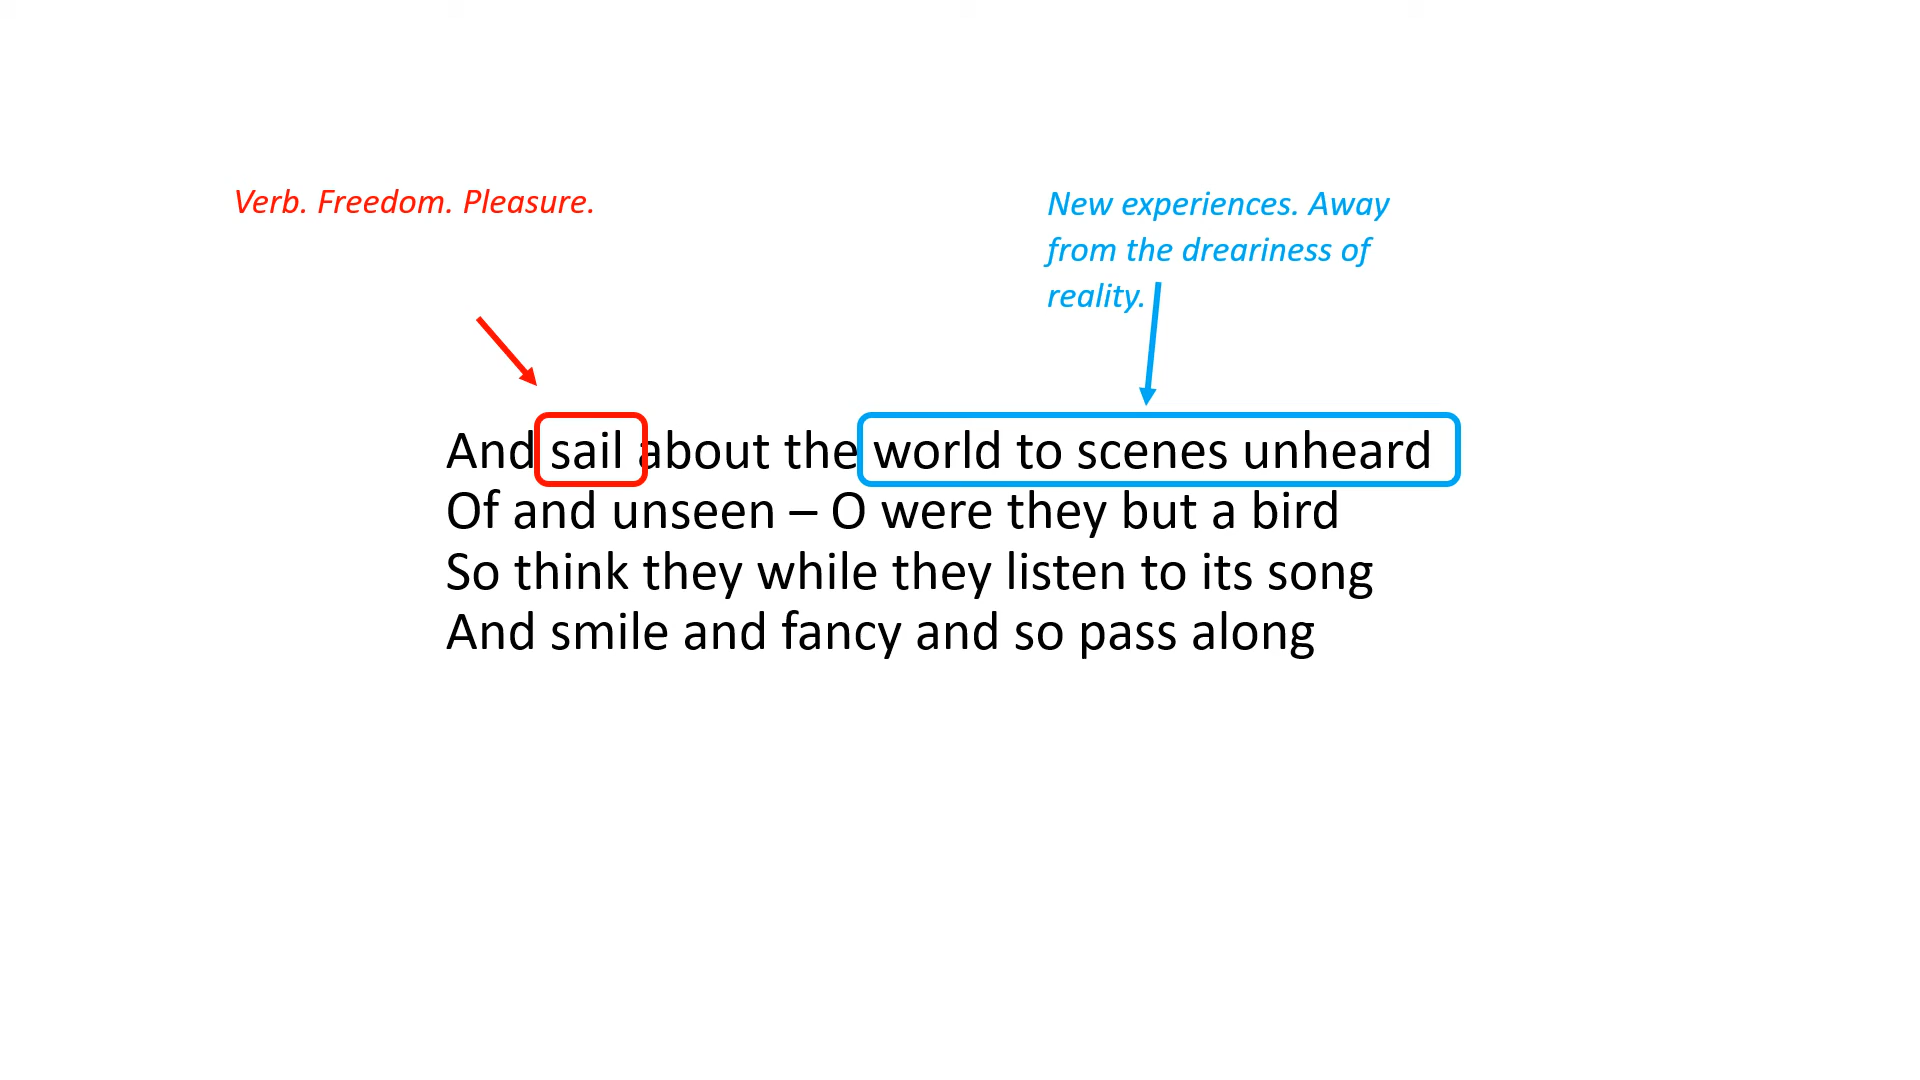 Verb. Freedom. Pleasure.
New experiences. Away
from the dreariness of
reality.
And sail about the world to scenes unheard
Of and unseen – O were they but a bird
So think they while they listen to its song
And smile and fancy and so pass along